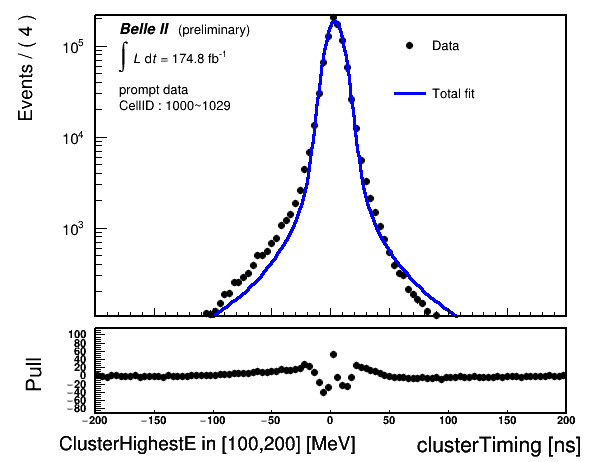 Events / ( 4 )
10⁵
10⁴
10³
Belle II (preliminary)
∫ L dt = 174.8 fb⁻¹
prompt data
CellID : 1000~1029
Data
Total fit
Pull
100
80
60
40
20
0
−20
−40
−60
−80
−200 −150 −100 −50 0 50 100 150 200
ClusterHighestE in [100,200] [MeV]
clusterTiming [ns]